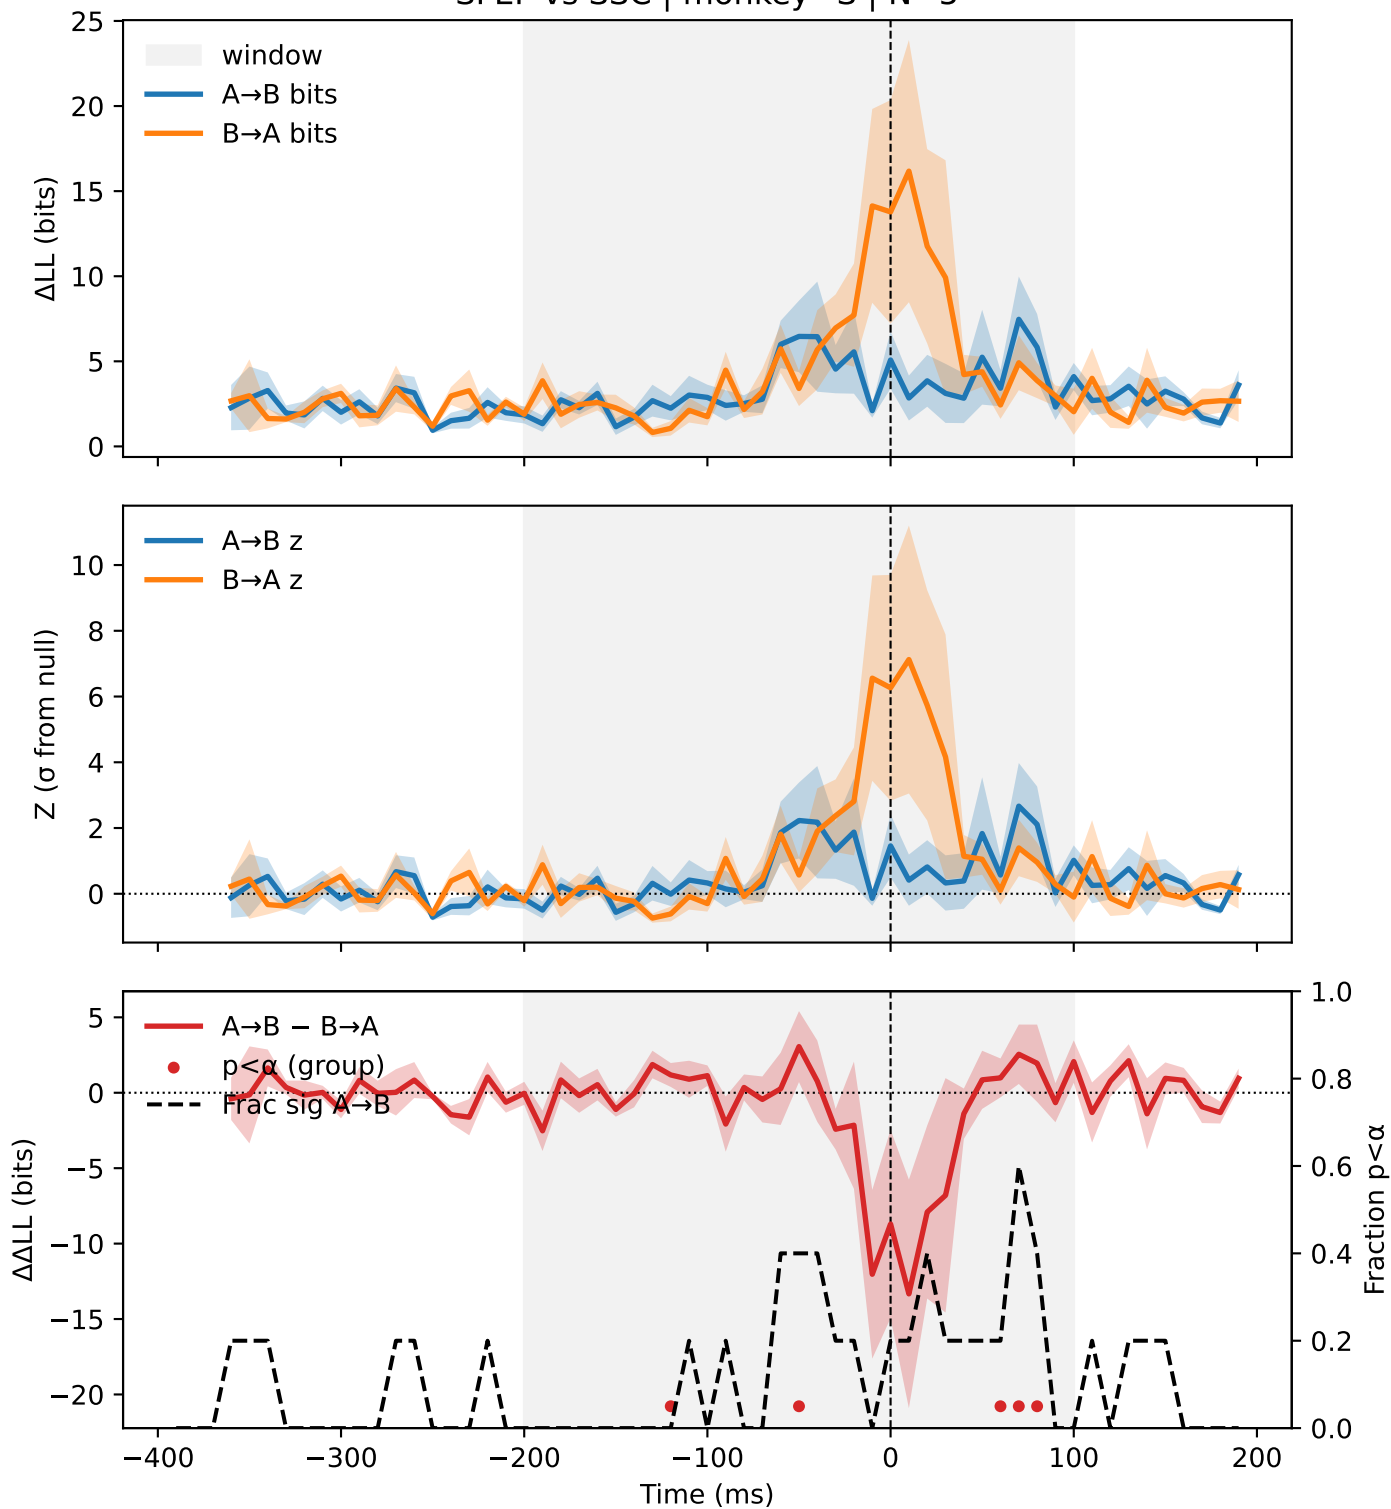 25
20
15
10
5
0
ΔLL (bits)
window
A→B bits
B→A bits
−400
−300
−200
−100
0
100
200
10
8
6
4
2
0
Z (σ from null)
A→B z
B→A z
5
0
−5
−10
−15
−20
ΔΔLL (bits)
A→B − B→A
p<α (group)
Frac sig A→B
1.0
0.8
0.6
0.4
0.2
0.0
Fraction p<α
Time (ms)